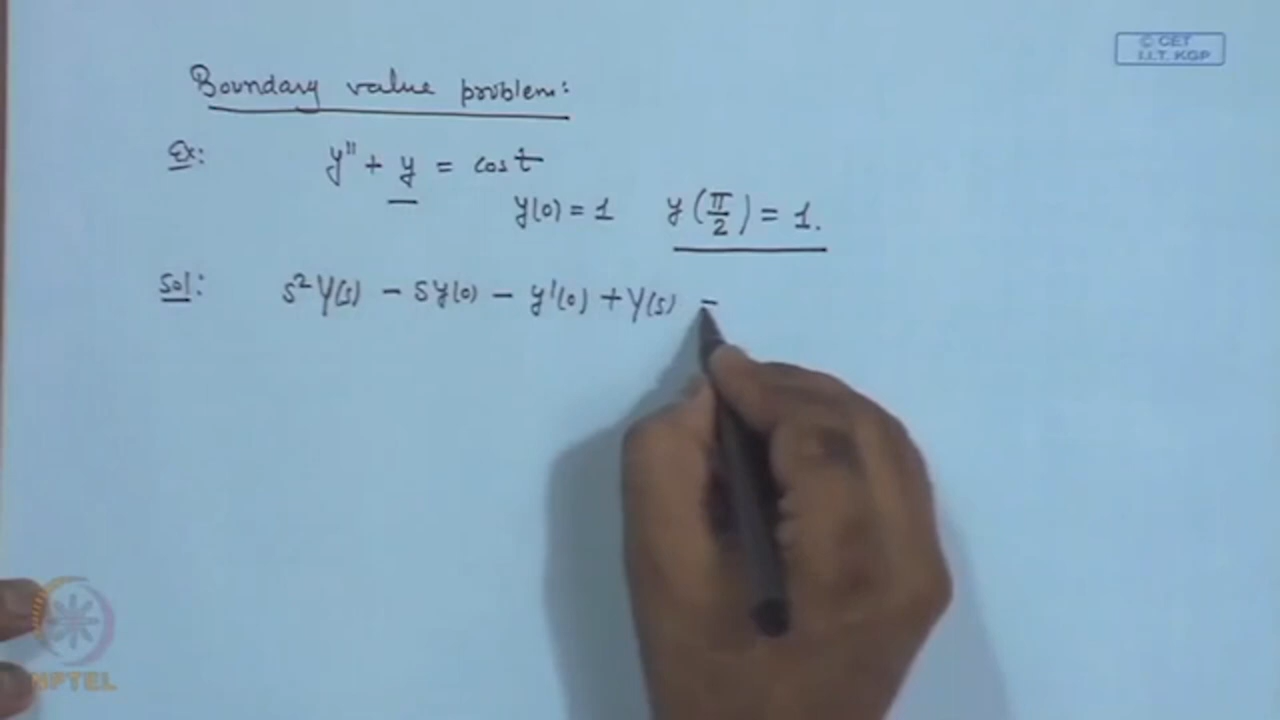 © CET
I.I.T. KGP
Boundary value problem:
Ex: y" + y = cos t
y(0) = 1 y(π/2) = 1.
Sol: s²Y(s) - sy(0) - y'(0) + Y(s) =
NPTEL